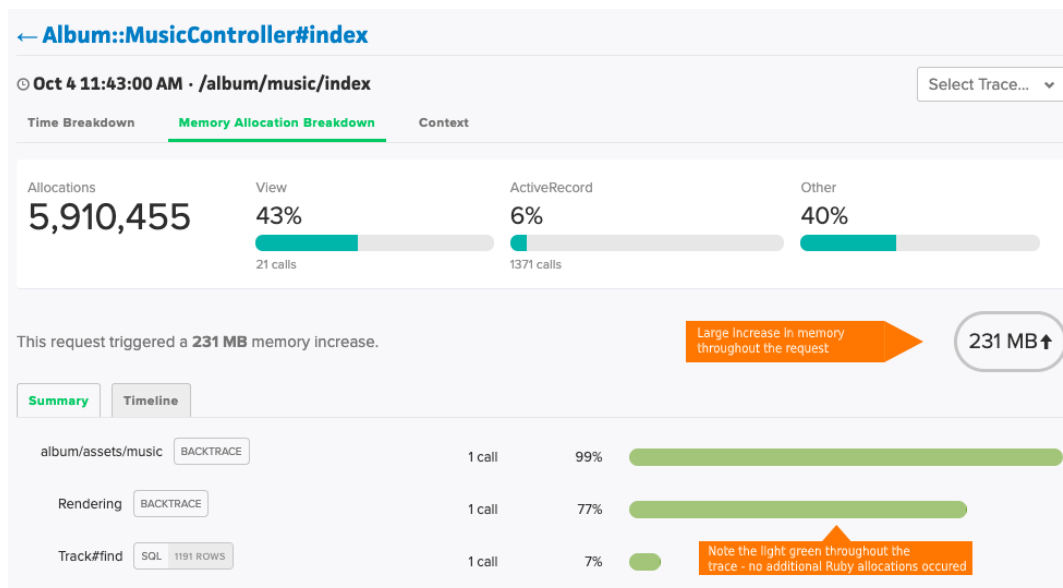 ← Album::MusicController#index
Oct 4 11:43:00 AM · /album/music/index
Select Trace...
Time Breakdown Memory Allocation Breakdown Context
Allocations View ActiveRecord Other
5,910,455 43% 6% 40%
21 calls 1371 calls
Large increase in memory
throughout the request
This request triggered a 231 MB memory increase.
231 MB↑
Summary Timeline
album/assets/music BACKTRACE 1 call 99%
Rendering BACKTRACE 1 call 77%
Track#find SQL 1191 ROWS 1 call 7%
Note the light green throughout the
trace - no additional Ruby allocations occured